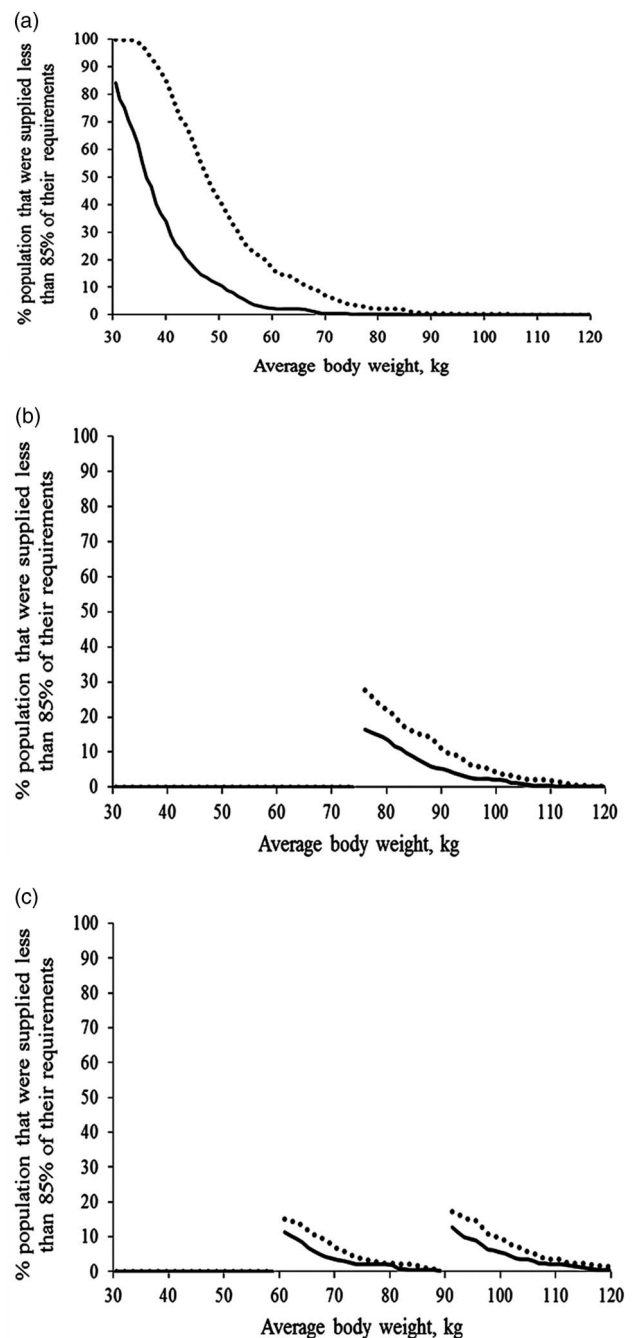 (a)
% population that were supplied less
than 85% of their requirements
100
90
80
70
60
50
40
30
20
10
0
30 40 50 60 70 80 90 100 110 120
Average body weight, kg
(b)
% population that were supplied less
than 85% of their requirements
100
90
80
70
60
50
40
30
20
10
0
30 40 50 60 70 80 90 100 110 120
Average body weight, kg
(c)
% population that were supplied less
than 85% of their requirements
100
90
80
70
60
50
40
30
20
10
0
30 40 50 60 70 80 90 100 110 120
Average body weight, kg